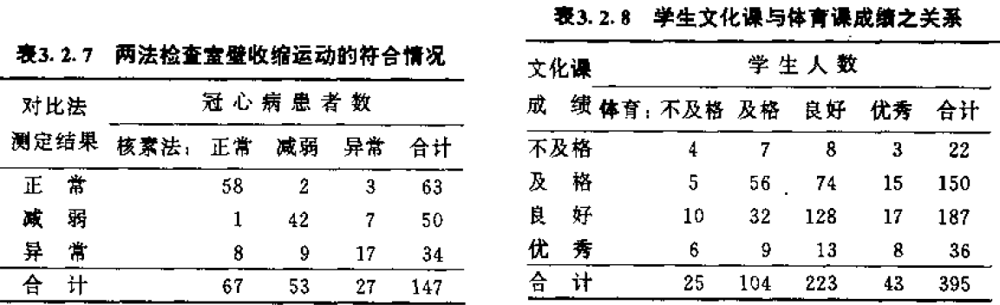 表3.2.7 两法检查室壁收缩运动的符合情况
对比法 冠心病患者数
测定结果 核素法: 正常 减弱 异常 合计
正常 58 2 3 63
减弱 1 42 7 50
异常 8 9 17 34
合计 67 53 27 147
表3.2.8 学生文化课与体育课成绩之关系
文化课 学生人数
成绩 体育: 不及格 及格 良好 优秀 合计
不及格 4 7 8 3 22
及格 5 56 74 15 150
良好 10 32 128 17 187
优秀 6 9 13 8 36
合计 25 104 223 43 395